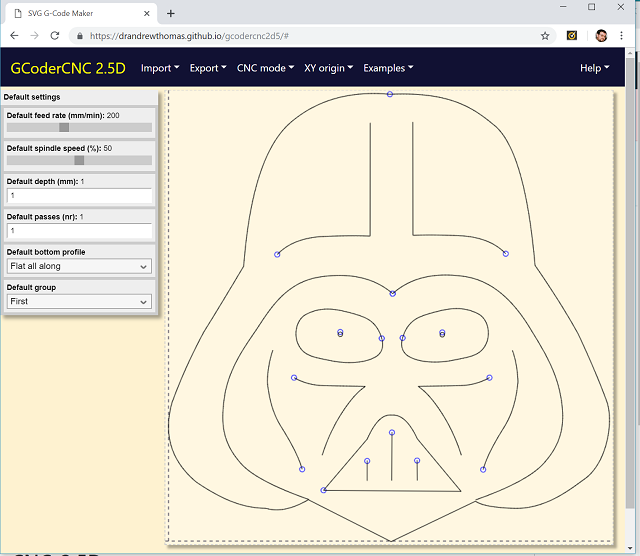 SVG G-Code Maker
https://drandrewthomas.github.io/gcodercnc2d5/#
GCoderCNC 2.5D
Import
Export
CNC mode
XY origin
Examples
Help
Default settings
Default feed rate (mm/min): 200
Default spindle speed (%): 50
Default depth (mm): 1
1
Default passes (nr): 1
1
Default bottom profile
Flat all along
Default group
First